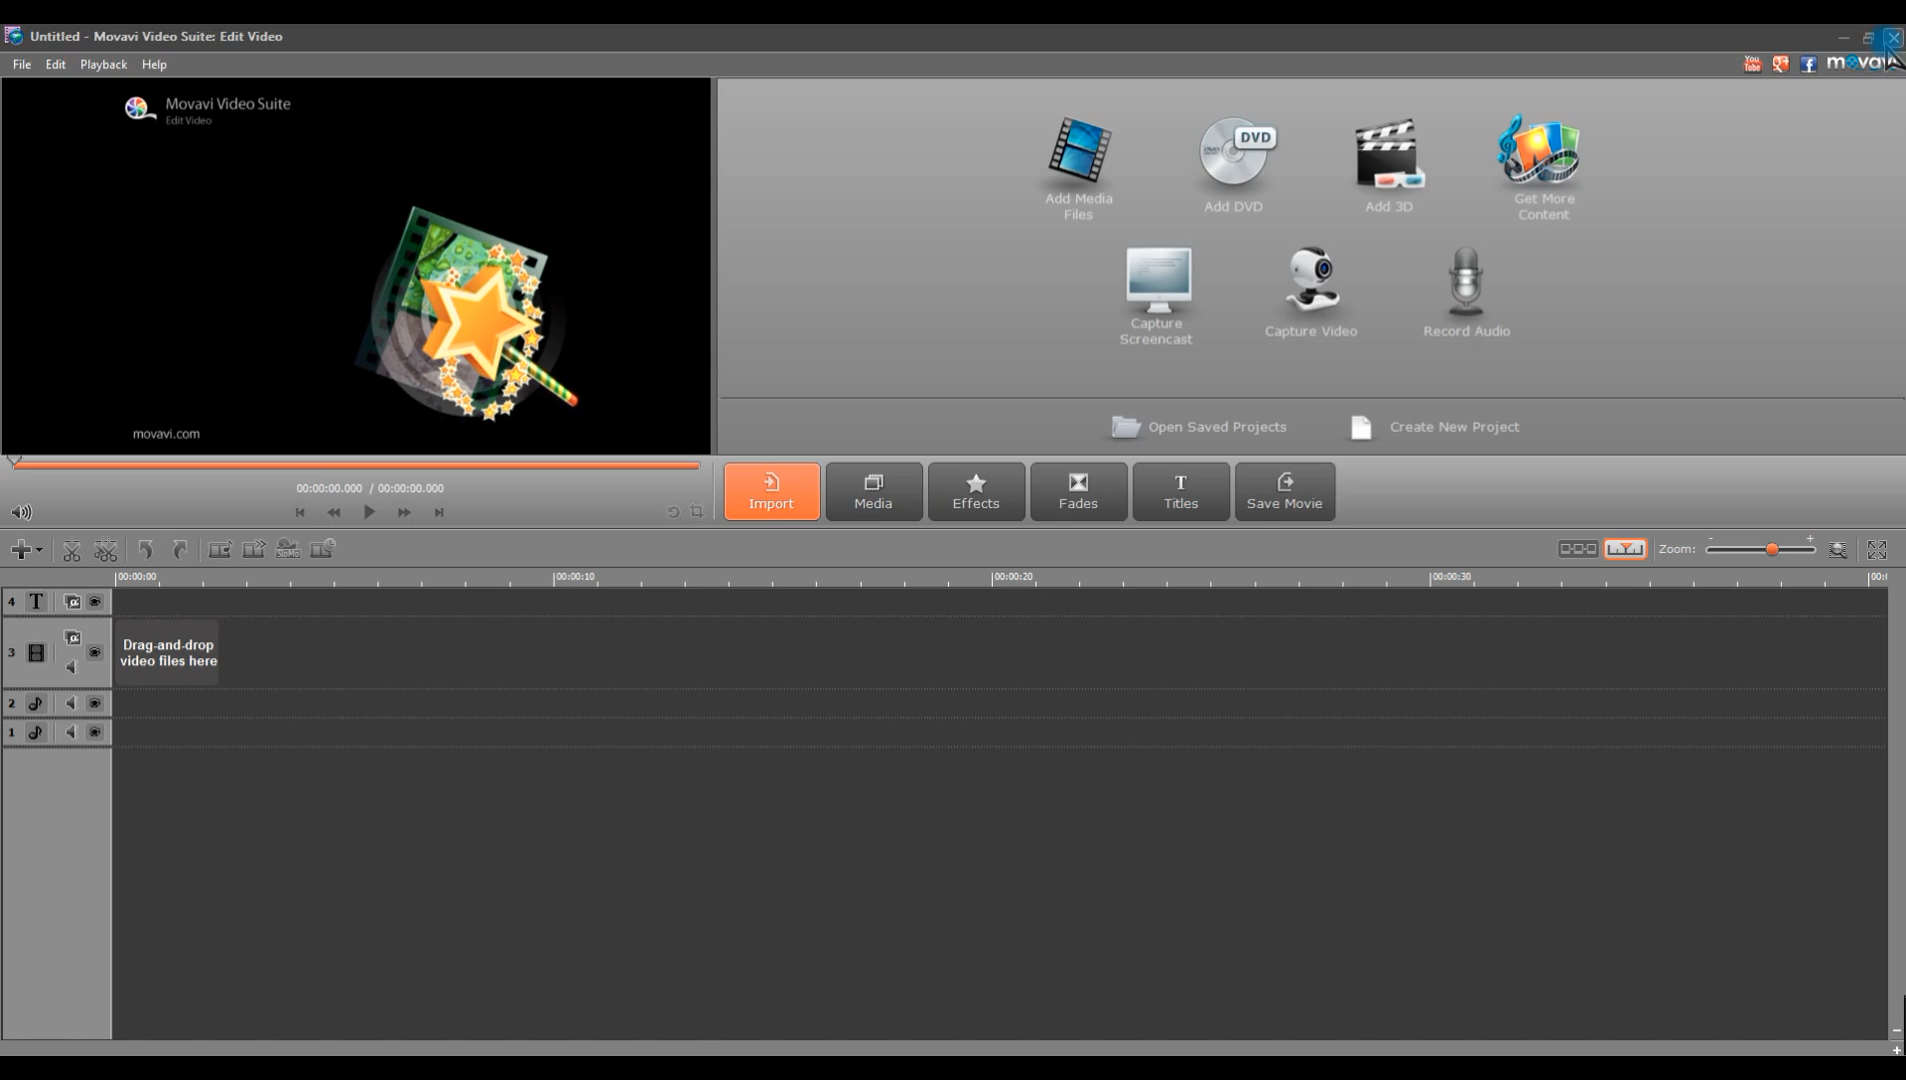 Untitled - Movavi Video Suite: Edit Video
File Edit Playback Help
You
Tube
g+
f
movavi
Movavi Video Suite
Edit Video
movavi.com
DVD
Add Media
Files
Add DVD
Add 3D
Get More
Content
Capture
Screencast
Capture Video
Record Audio
Open Saved Projects
Create New Project
00:00:00.000 / 00:00:00.000
Import
Media
Effects
Fades
T
Titles
Save Movie
SloMo
Zoom:
- +
00:00:00
00:00:10
00:00:20
00:00:30
4 T
3
Drag-and-drop
video files here
2
1